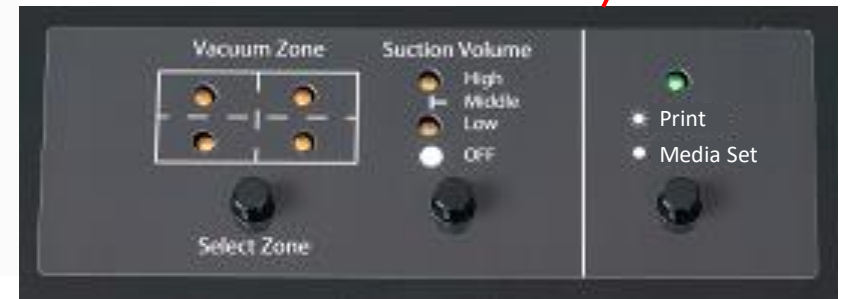 Vacuum Zone
Suction Volume
High
Middle
Low
OFF
Select Zone
Print
Media Set